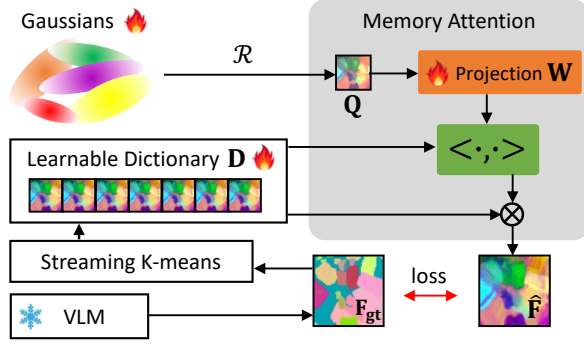 Gaussians
Memory Attention
ℛ
Q
Projection W
Learnable Dictionary D
<·,·>
⊗
Streaming K-means
VLM
F_gt
loss
F̂